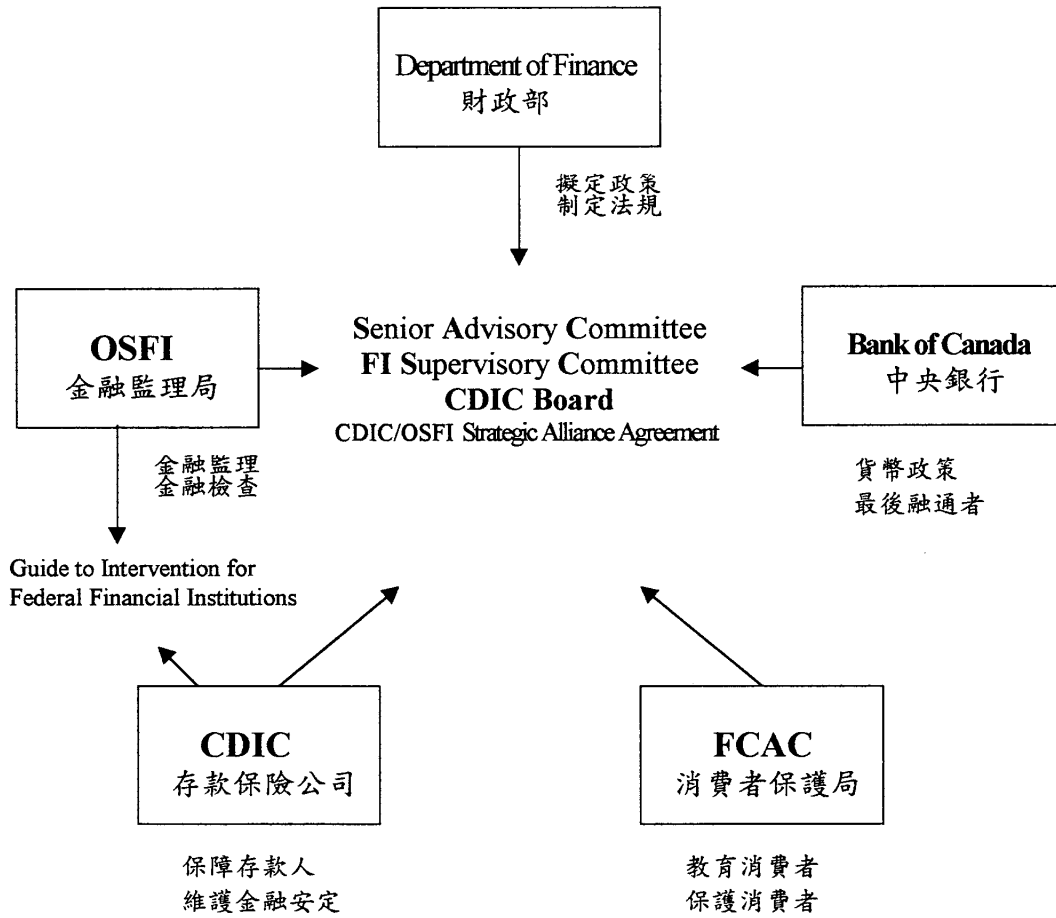 Department of Finance
財政部
擬定政策
制定法規
OSFI
金融監理局
Senior Advisory Committee
FI Supervisory Committee
CDIC Board
CDIC/OSFI Strategic Alliance Agreement
Bank of Canada
中央銀行
金融監理
金融檢查
貨幣政策
最後融通者
Guide to Intervention for
Federal Financial Institutions
CDIC
存款保險公司
FCAC
消費者保護局
保障存款人
維護金融安定
教育消費者
保護消費者